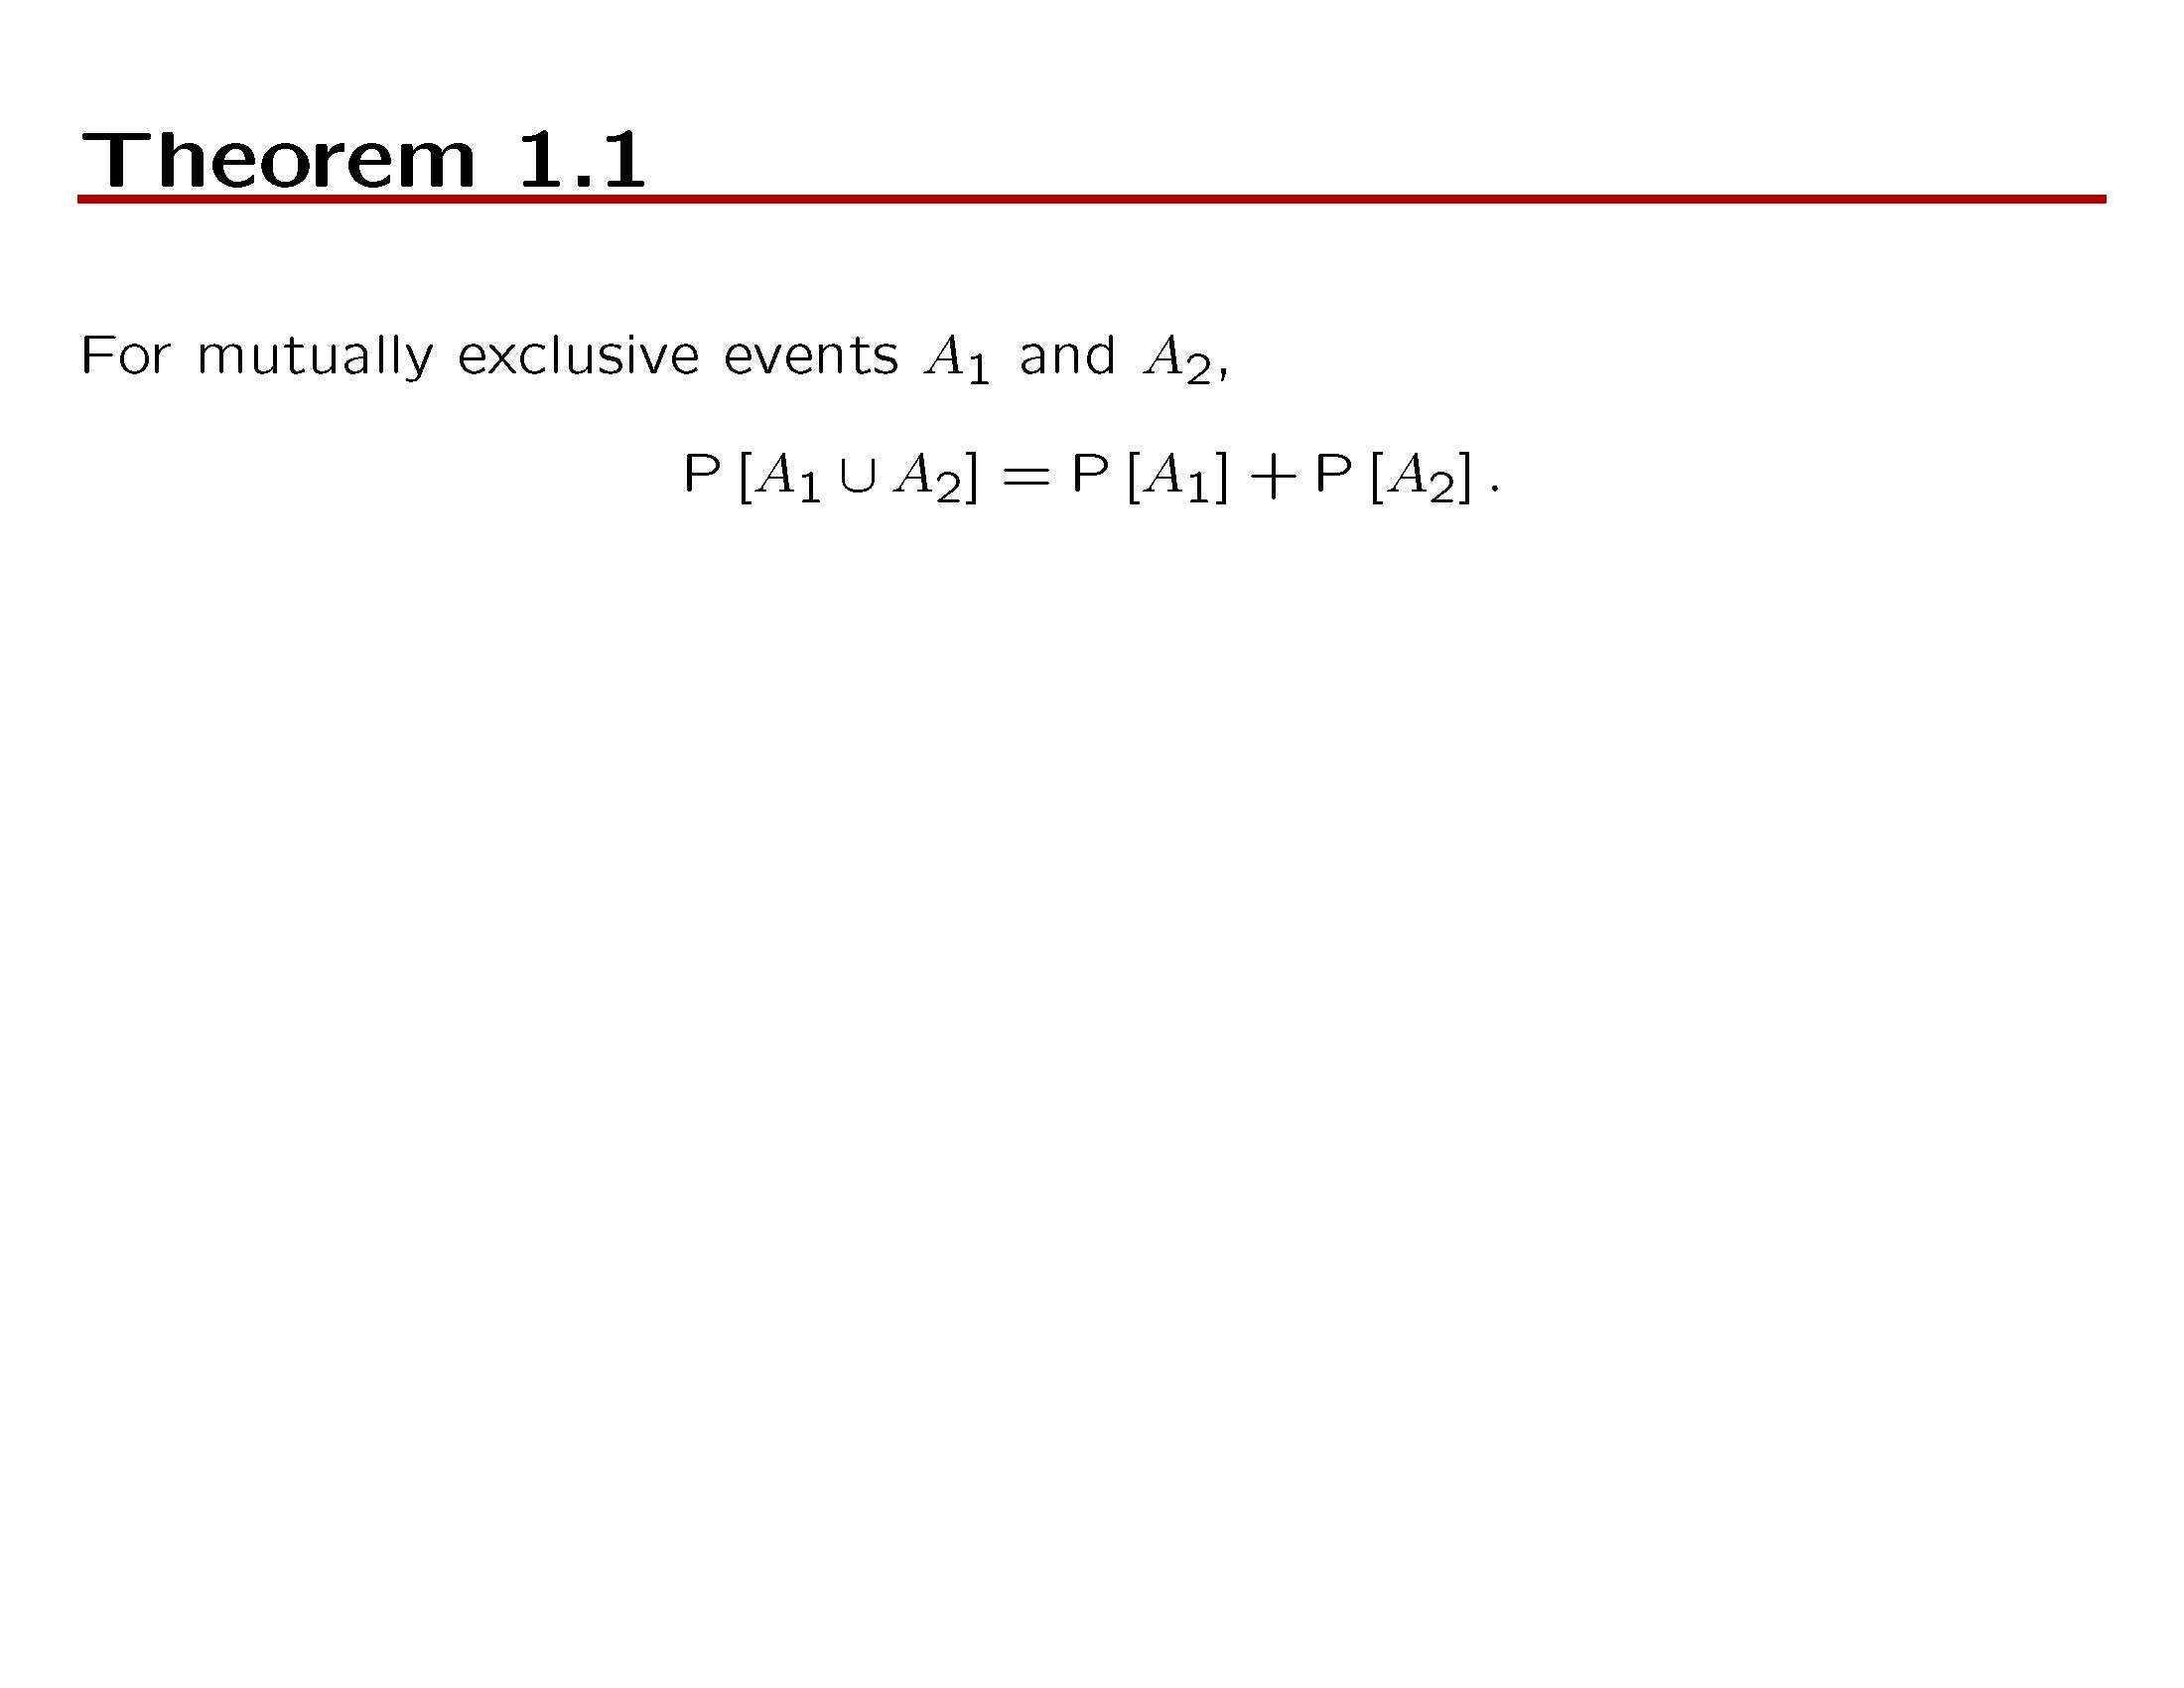 Theorem 1.1
For mutually exclusive events A₁ and A₂,
P [A₁ ∪ A₂] = P [A₁] + P [A₂] .